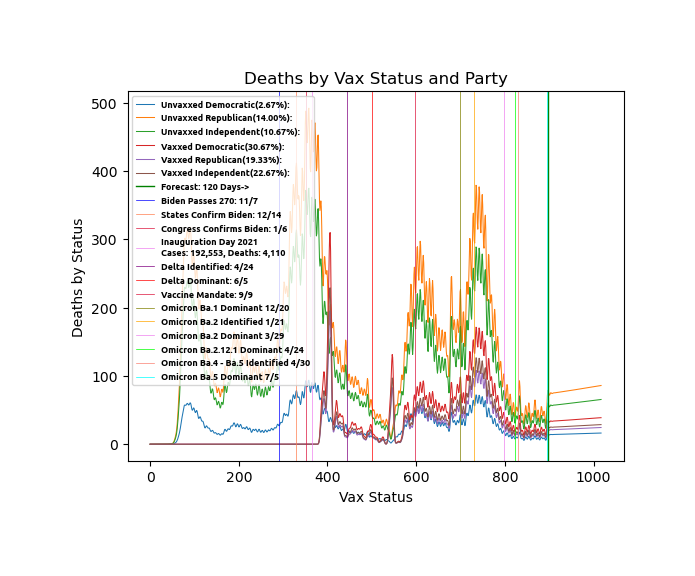 Deaths by Vax Status and Party
Deaths by Status
500
400
300
200
100
0
Unvaxxed Democratic(2.67%):
Unvaxxed Republican(14.00%):
Unvaxxed Independent(10.67%):
Vaxxed Democratic(30.67%):
Vaxxed Republican(19.33%):
Vaxxed Independent(22.67%):
Forecast: 120 Days->
Biden Passes 270: 11/7
States Confirm Biden: 12/14
Congress Confirms Biden: 1/6
Inauguration Day 2021
Cases: 192,553, Deaths: 4,110
Delta Identified: 4/24
Delta Dominant: 6/5
Vaccine Mandate: 9/9
Omicron Ba.1 Dominant 12/20
Omicron Ba.2 Identified 1/21
Omicron Ba.2 Dominant 3/29
Omicron Ba.2.12.1 Dominant 4/24
Omicron Ba.4 - Ba.5 Identified 4/30
Omicron Ba.5 Dominant 7/5
0 200 400 600 800 1000
Vax Status